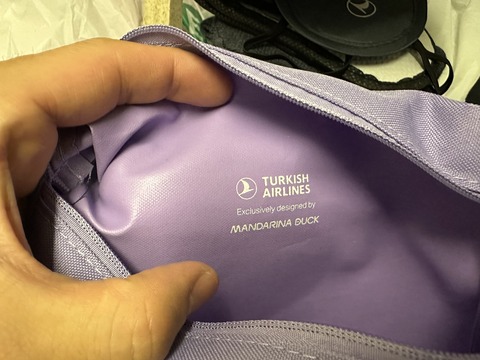 TURKISH
AIRLINES
Exclusively designed by
MANDARINA DUCK